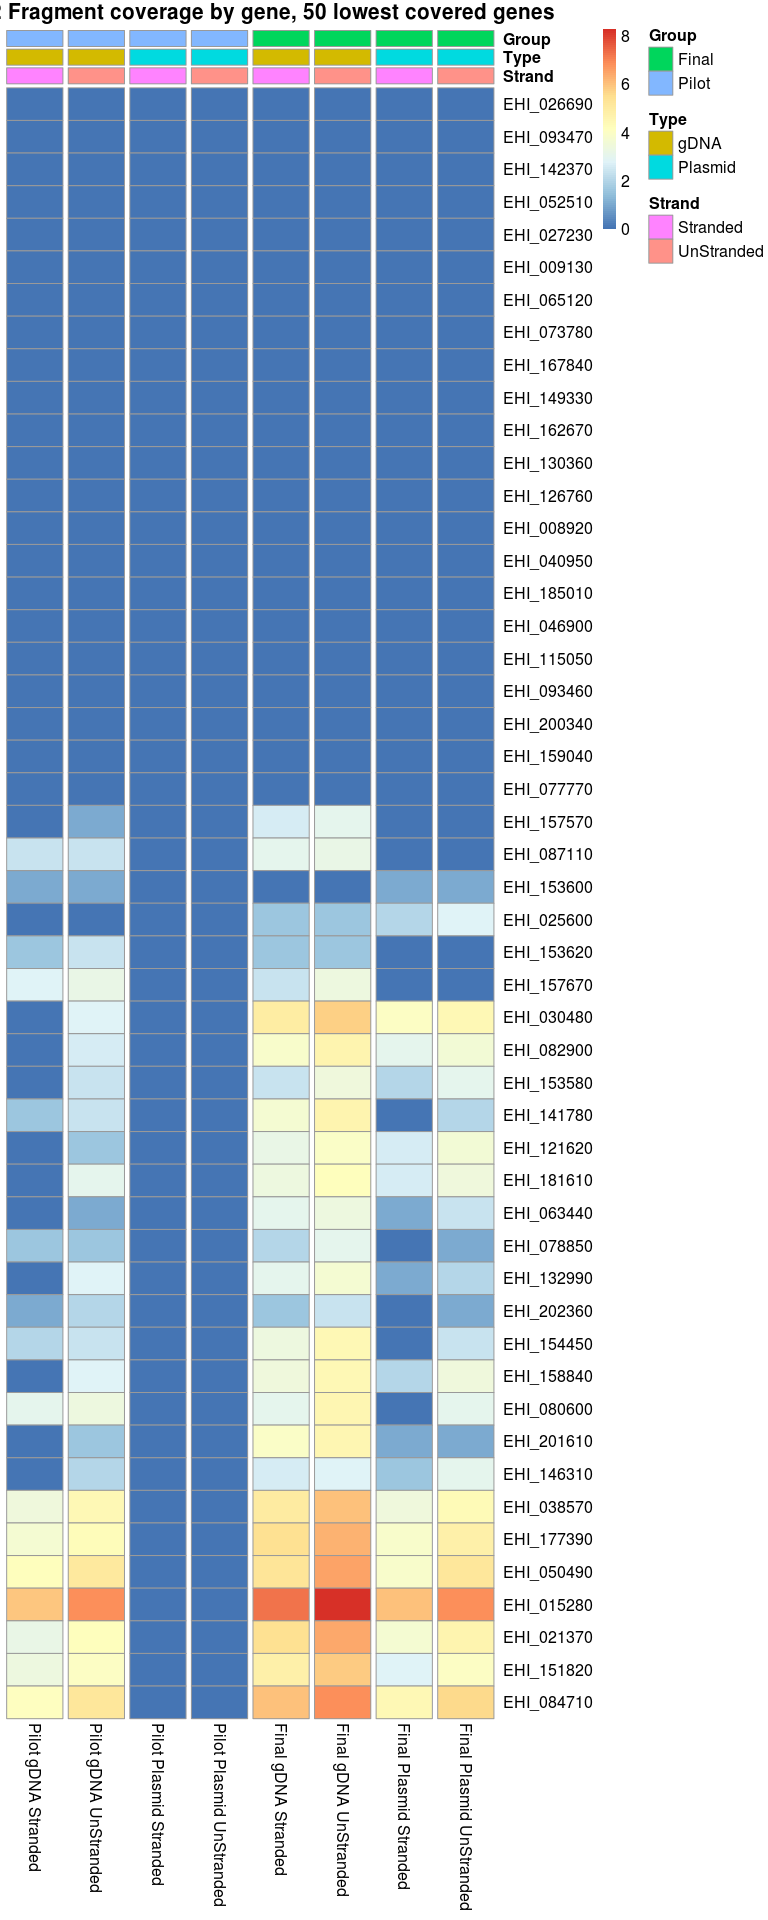 : Fragment coverage by gene, 50 lowest covered genes
Group
Type
Strand
8
6
4
2
0
Group
Final
Pilot
Type
gDNA
Plasmid
Strand
Stranded
UnStranded
EHI_026690
EHI_093470
EHI_142370
EHI_052510
EHI_027230
EHI_009130
EHI_065120
EHI_073780
EHI_167840
EHI_149330
EHI_162670
EHI_130360
EHI_126760
EHI_008920
EHI_040950
EHI_185010
EHI_046900
EHI_115050
EHI_093460
EHI_200340
EHI_159040
EHI_077770
EHI_157570
EHI_087110
EHI_153600
EHI_025600
EHI_153620
EHI_157670
EHI_030480
EHI_082900
EHI_153580
EHI_141780
EHI_121620
EHI_181610
EHI_063440
EHI_078850
EHI_132990
EHI_202360
EHI_154450
EHI_158840
EHI_080600
EHI_201610
EHI_146310
EHI_038570
EHI_177390
EHI_050490
EHI_015280
EHI_021370
EHI_151820
EHI_084710
Pilot gDNA Stranded
Pilot gDNA UnStranded
Pilot Plasmid Stranded
Pilot Plasmid UnStranded
Final gDNA Stranded
Final gDNA UnStranded
Final Plasmid Stranded
Final Plasmid UnStranded